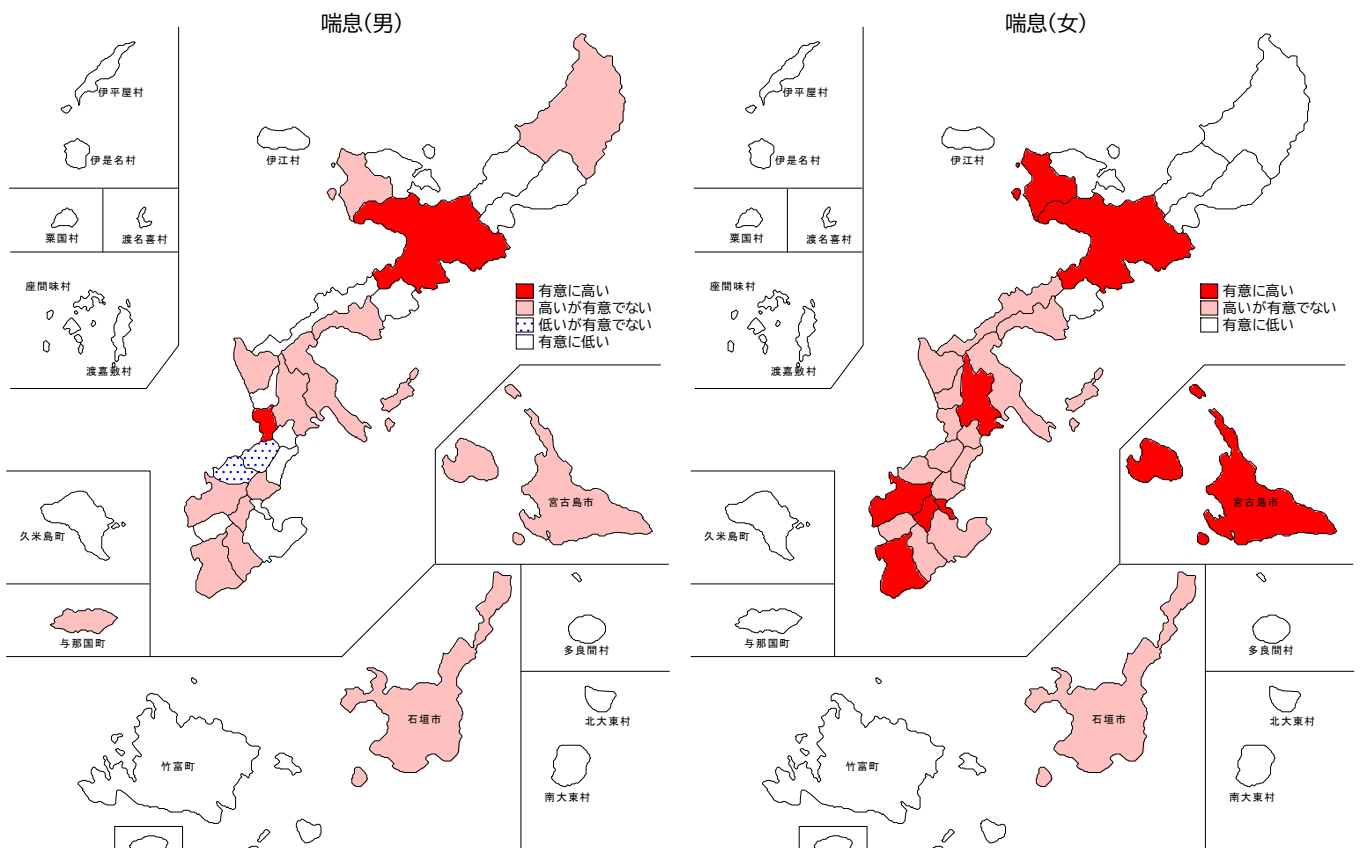 喘息(男)
伊平屋村
伊是名村
伊江村
粟国村
渡名喜村
座間味村
渡嘉敷村
有意に高い
高いが有意でない
低いが有意でない
有意に低い
久米島町
宮古島市
与那国町
多良間村
石垣市
北大東村
竹富町
南大東村
喘息(女)
伊平屋村
伊是名村
伊江村
粟国村
渡名喜村
座間味村
渡嘉敷村
有意に高い
高いが有意でない
有意に低い
久米島町
宮古島市
与那国町
多良間村
石垣市
北大東村
竹富町
南大東村